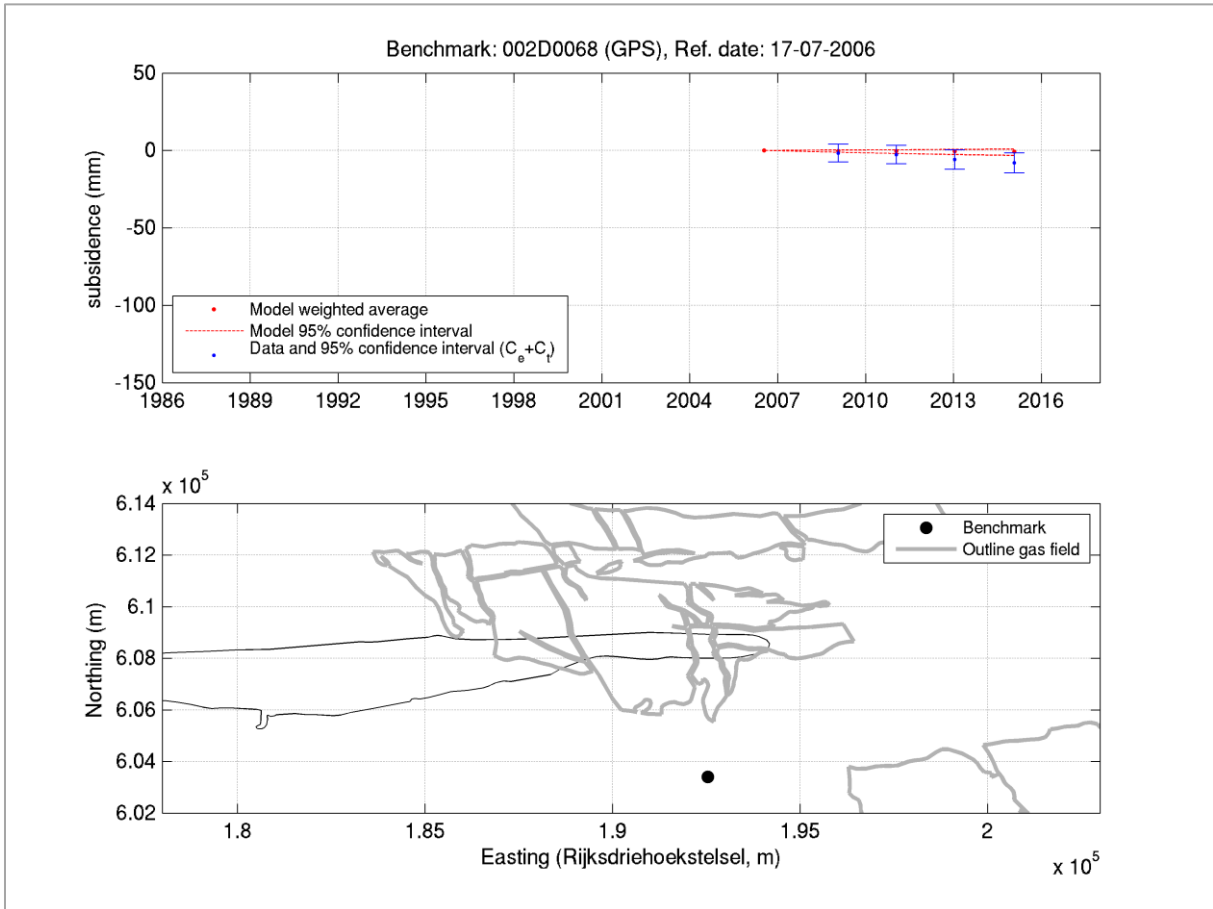 Benchmark: 002D0068 (GPS), Ref. date: 17-07-2006
50
0
-50
-100
-150
subsidence (mm)
Model weighted average
Model 95% confidence interval
Data and 95% confidence interval (C_e+C_t)
1986 1989 1992 1995 1998 2001 2004 2007 2010 2013 2016
x 10^5
6.14
6.12
6.1
6.08
6.06
6.04
6.02
Northing (m)
Benchmark
Outline gas field
1.8 1.85 1.9 1.95 2
Easting (Rijksdriehoekstelsel, m)
x 10^5